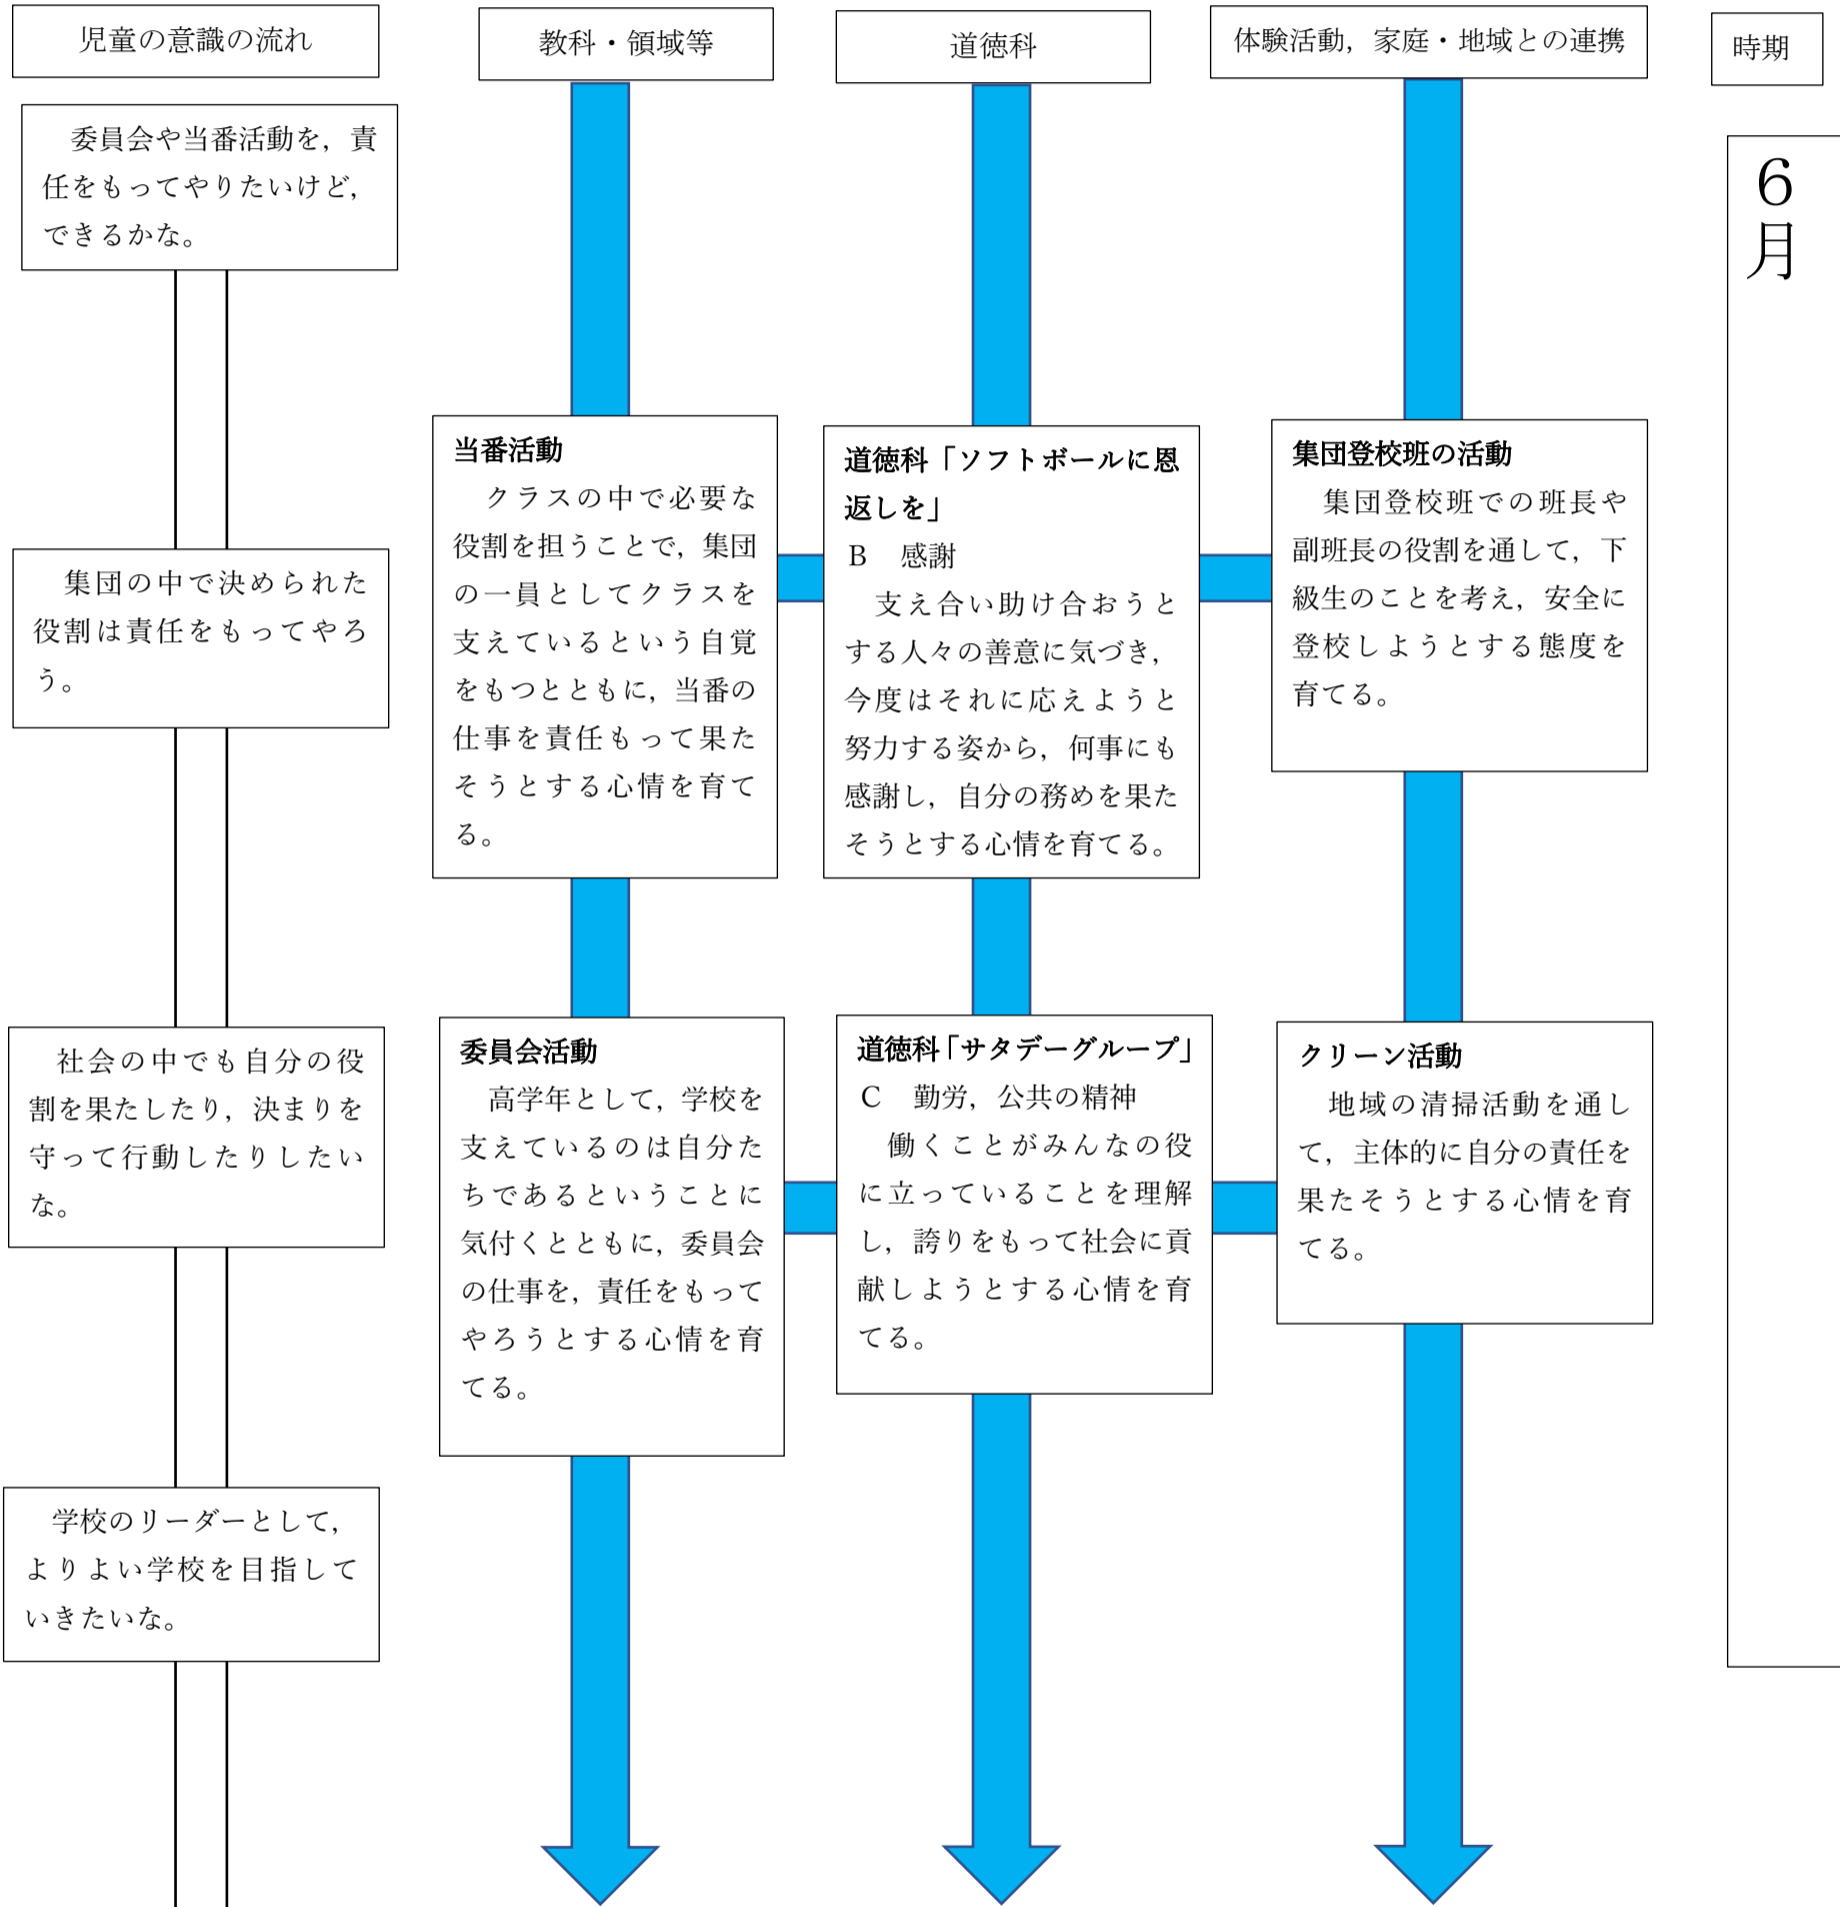 児童の意識の流れ
教科・領域等
道徳科
体験活動，家庭・地域との連携
時期
委員会や当番活動を，責
任をもってやりたいけど，
できるかな。
集団の中で決められた
役割は責任をもってやろ
う。
社会の中でも自分の役
割を果たしたり，決まりを
守って行動したりしたい
な。
学校のリーダーとして，
よりよい学校を目指して
いきたいな。
当番活動
クラスの中で必要な
役割を担うことで，集団
の一員としてクラスを
支えているという自覚
をもつとともに，当番の
仕事を責任もって果た
そうとする心情を育て
る。
委員会活動
高学年として，学校を
支えているのは自分た
ちであるということに
気付くとともに，委員会
の仕事を，責任をもって
やろうとする心情を育
てる。
道徳科「ソフトボールに恩
返しを」
Ｂ　感謝
支え合い助け合おうと
する人々の善意に気づき，
今度はそれに応えようと
努力する姿から，何事にも
感謝し，自分の務めを果た
そうとする心情を育てる。
道徳科「サタデーグループ」
Ｃ　勤労，公共の精神
働くことがみんなの役
に立っていることを理解
し，誇りをもって社会に貢
献しようとする心情を育
てる。
集団登校班の活動
集団登校班での班長や
副班長の役割を通して，下
級生のことを考え，安全に
登校しようとする態度を
育てる。
クリーン活動
地域の清掃活動を通し
て，主体的に自分の責任を
果たそうとする心情を育
てる。
６月